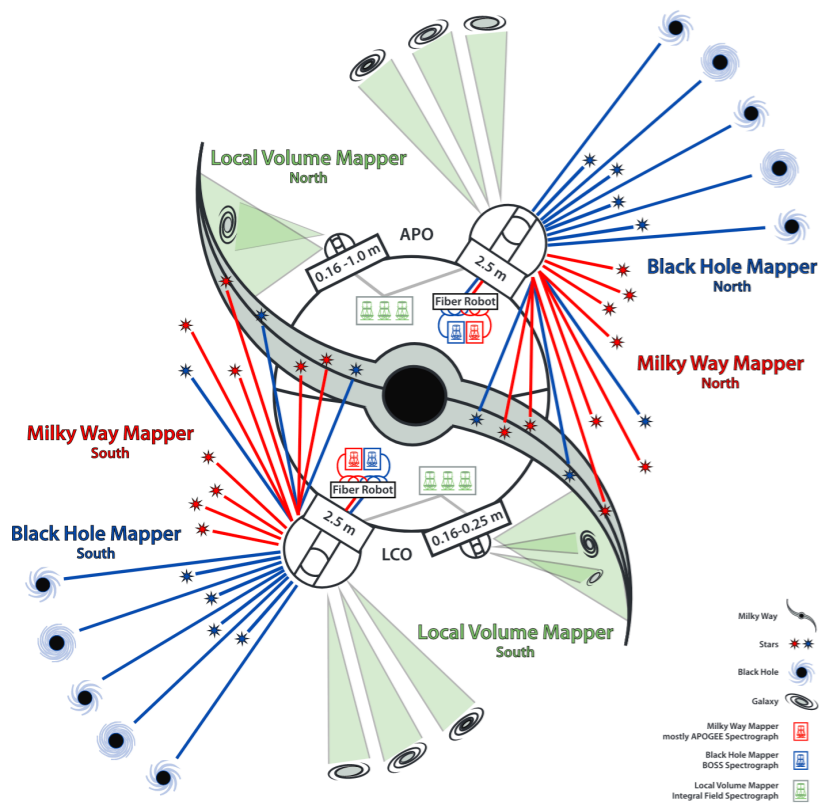 Local Volume Mapper
North
APO
0.16 -1.0 m
2.5 m
Fiber Robot
Black Hole Mapper
North
Milky Way Mapper
North
Milky Way Mapper
South
Fiber Robot
Black Hole Mapper
South
2.5 m
LCO
0.16-0.25 m
Local Volume Mapper
South
Milky Way
Stars
Black Hole
Galaxy
Milky Way Mapper
mostly APOGEE Spectrograph
Black Hole Mapper
BOSS Spectrograph
Local Volume Mapper
Integral Field Spectrograph